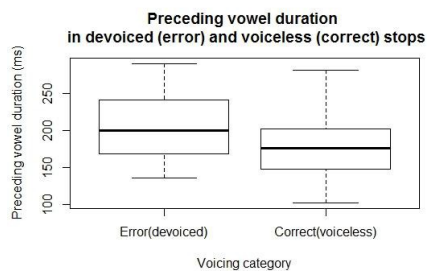 Preceding vowel duration
in devoiced (error) and voiceless (correct) stops
Preceding vowel duration (ms)
250
200
150
100
Error(devoiced)
Correct(voiceless)
Voicing category